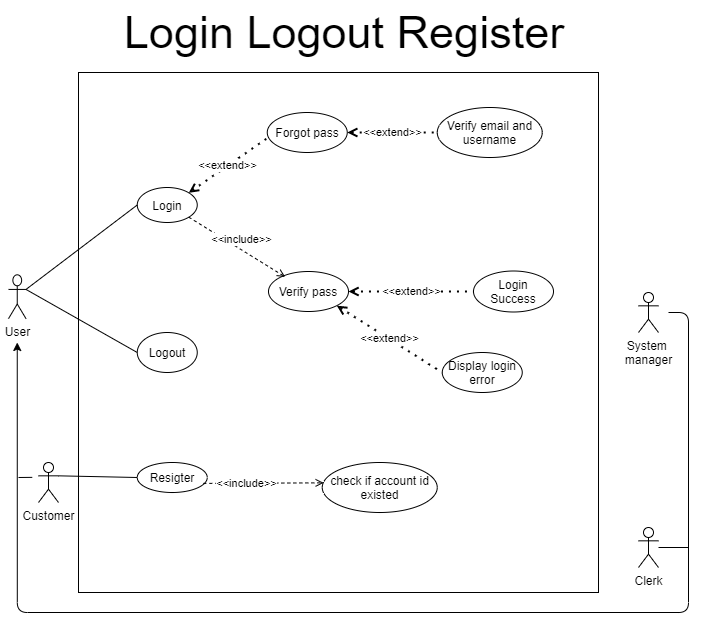 Login Logout Register
Forgot pass
<<extend>>
Verify email and
username
<<extend>>
Login
<<include>>
Verify pass
<<extend>>
Login
Success
User
<<extend>>
System
manager
Logout
Display login
error
Resigter
<<include>>
check if account id
existed
Customer
Clerk